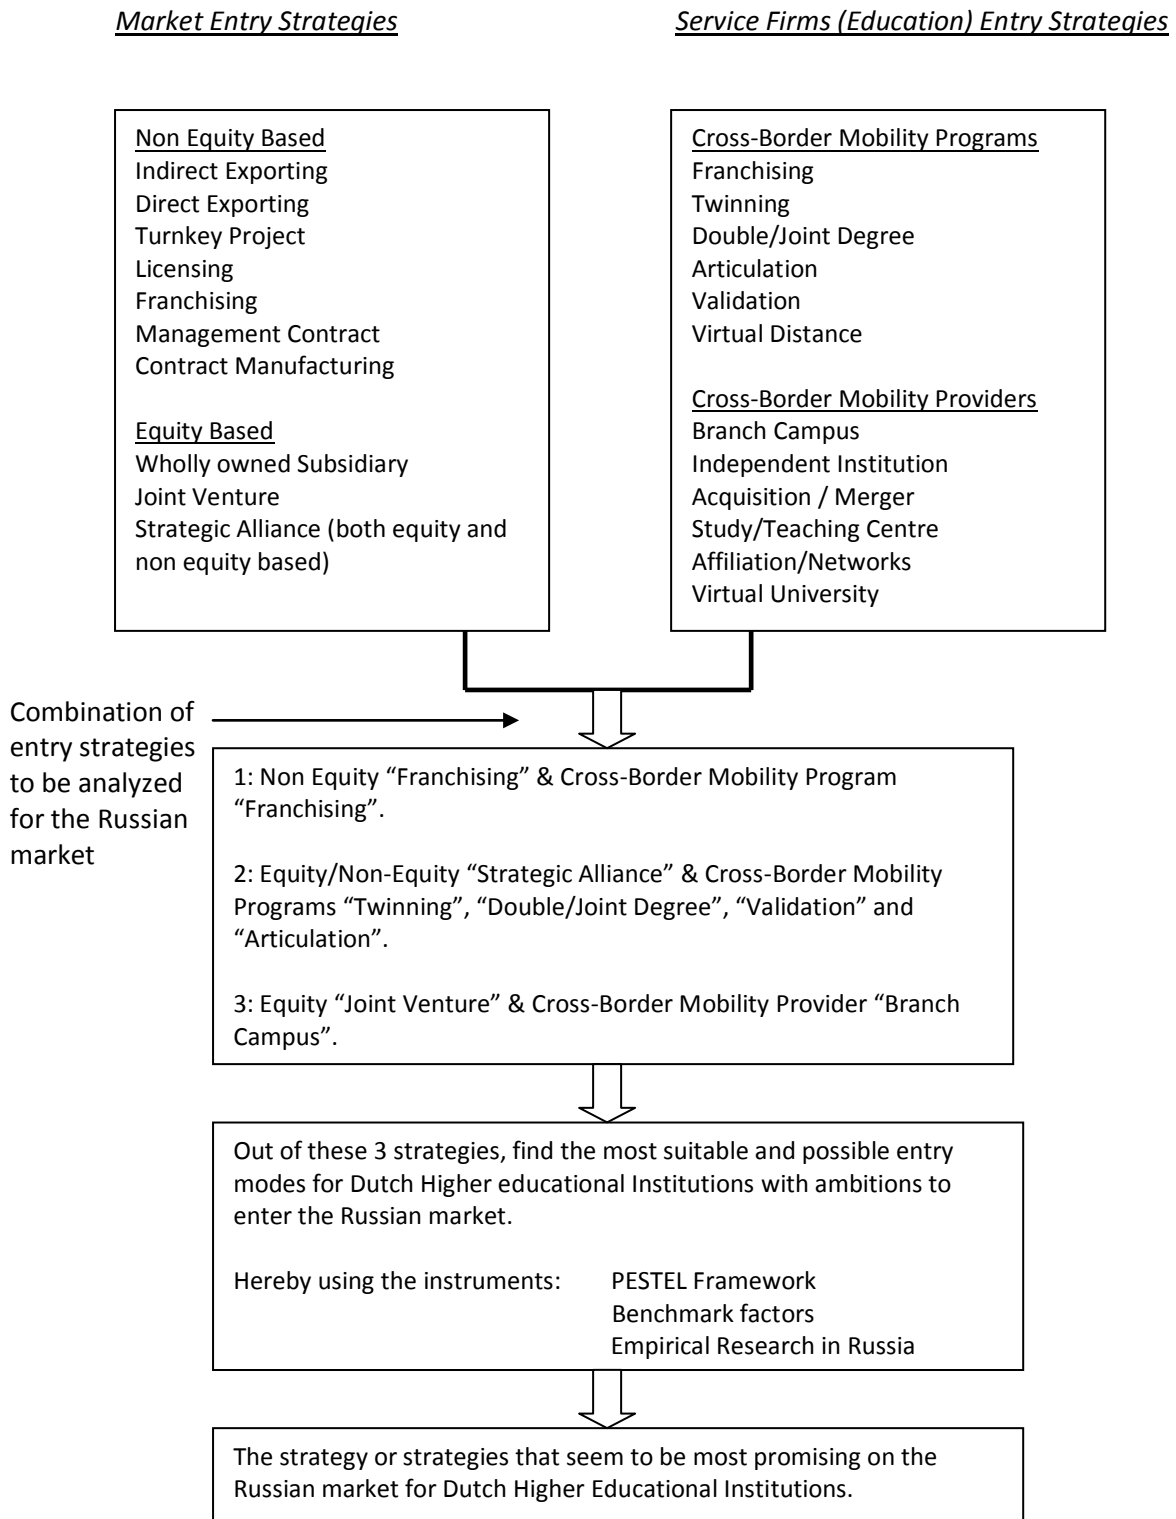 Market Entry Strategies
Service Firms (Education) Entry Strategies
Non Equity Based
Indirect Exporting
Direct Exporting
Turnkey Project
Licensing
Franchising
Management Contract
Contract Manufacturing
Equity Based
Wholly owned Subsidiary
Joint Venture
Strategic Alliance (both equity and
non equity based)
Cross-Border Mobility Programs
Franchising
Twinning
Double/Joint Degree
Articulation
Validation
Virtual Distance
Cross-Border Mobility Providers
Branch Campus
Independent Institution
Acquisition / Merger
Study/Teaching Centre
Affiliation/Networks
Virtual University
Combination of
entry strategies
to be analyzed
for the Russian
market
1: Non Equity “Franchising” & Cross-Border Mobility Program
“Franchising”.
2: Equity/Non-Equity “Strategic Alliance” & Cross-Border Mobility
Programs “Twinning”, “Double/Joint Degree”, “Validation” and
“Articulation”.
3: Equity “Joint Venture” & Cross-Border Mobility Provider “Branch
Campus”.
Out of these 3 strategies, find the most suitable and possible entry
modes for Dutch Higher educational Institutions with ambitions to
enter the Russian market.
Hereby using the instruments: PESTEL Framework
Benchmark factors
Empirical Research in Russia
The strategy or strategies that seem to be most promising on the
Russian market for Dutch Higher Educational Institutions.